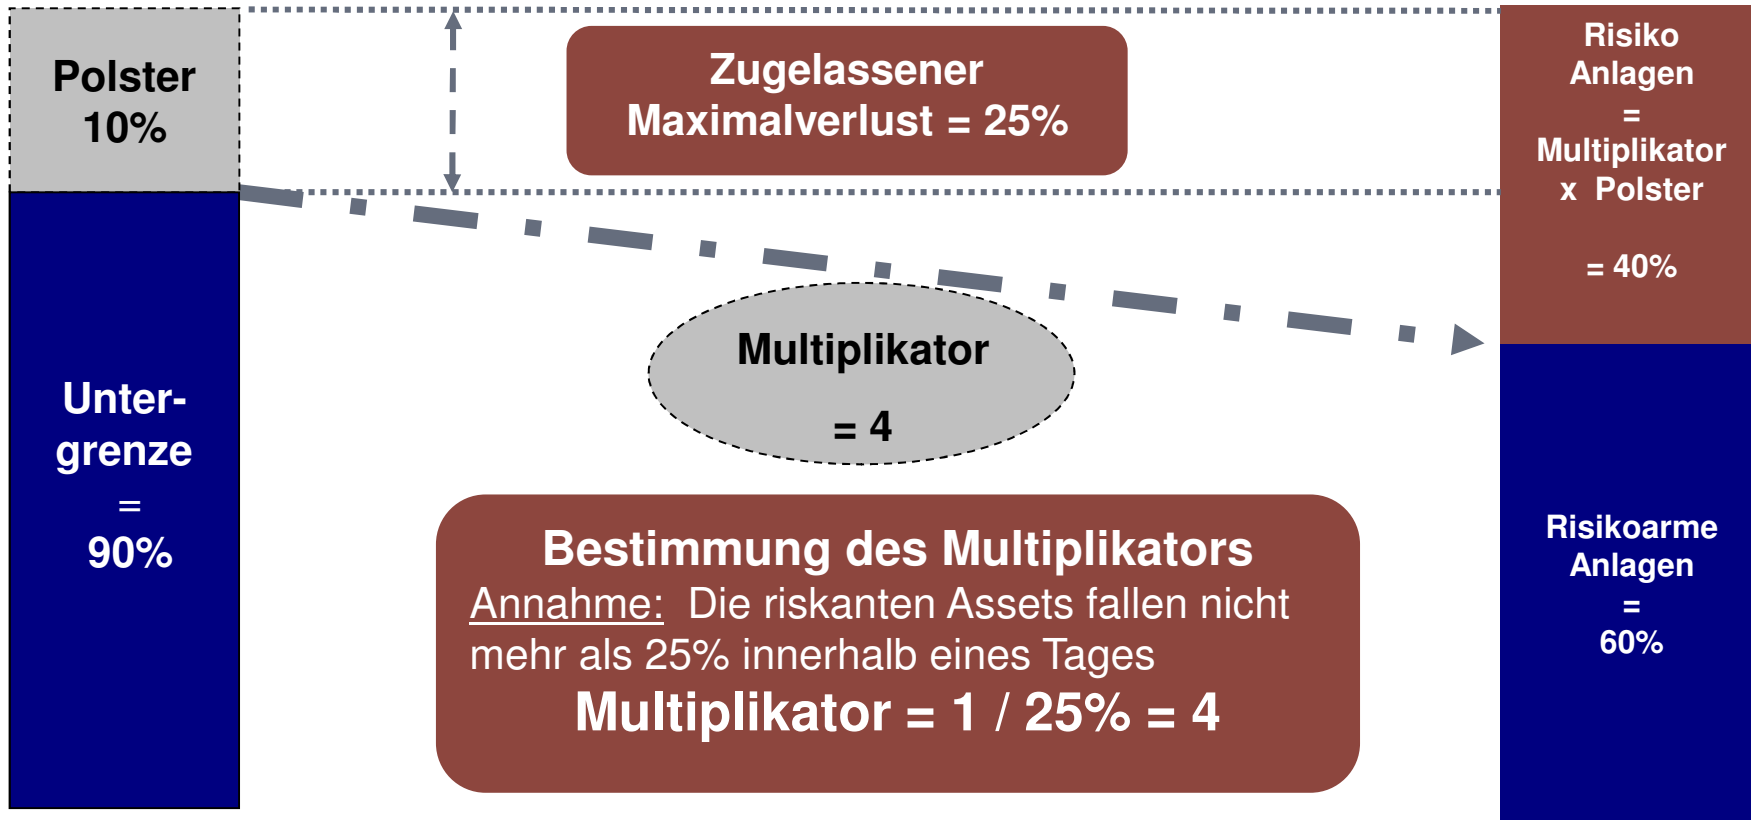 Polster
10%
Unter-
grenze
=
90%
Zugelassener
Maximalverlust = 25%
Multiplikator
= 4
Bestimmung des Multiplikators
Annahme: Die riskanten Assets fallen nicht
mehr als 25% innerhalb eines Tages
Multiplikator = 1 / 25% = 4
Risiko
Anlagen
=
Multiplikator
x Polster
= 40%
Risikoarme
Anlagen
=
60%